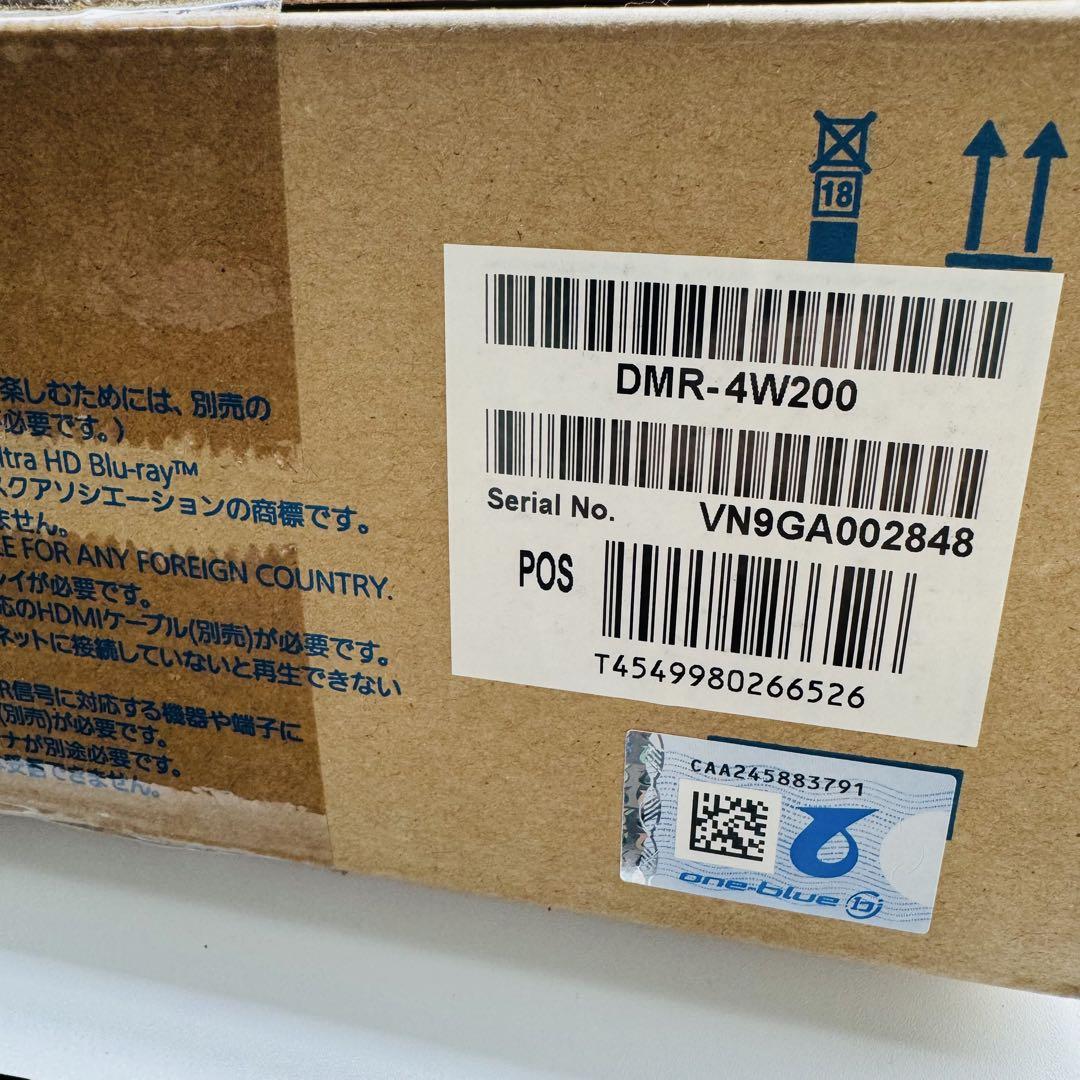 18
DMR-4W200
Serial No. VN9GA002848
POS
T4549980266526
CAA245883791
one-blue
楽しむためには、別売の
必要です。)
ltra HD Blu-ray™
クアソシエーションの商標です。
ません。
E FOR ANY FOREIGN COUNTRY.
イが必要です。
応のHDMIケーブル(別売)が必要です。
ネットに接続していないと再生できない
R信号に対応する機器や端子に
(別売)が必要です。
ナが別途必要です。
できません。